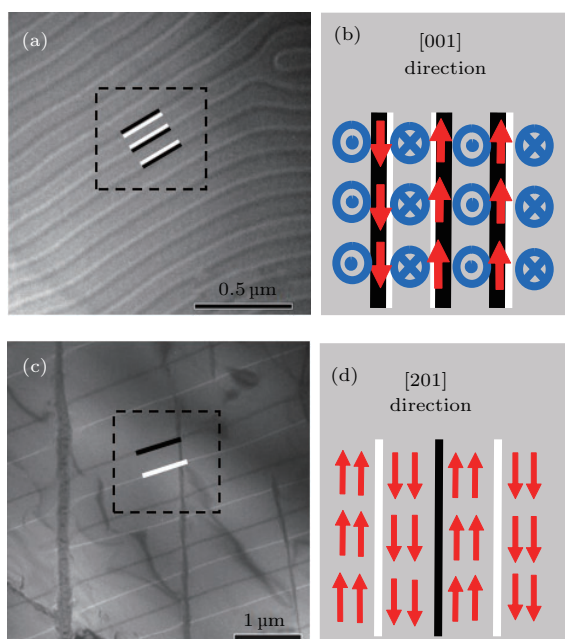 (a)
0.5 μm
(b)
[001]
direction
(c)
1 μm
(d)
[201]
direction